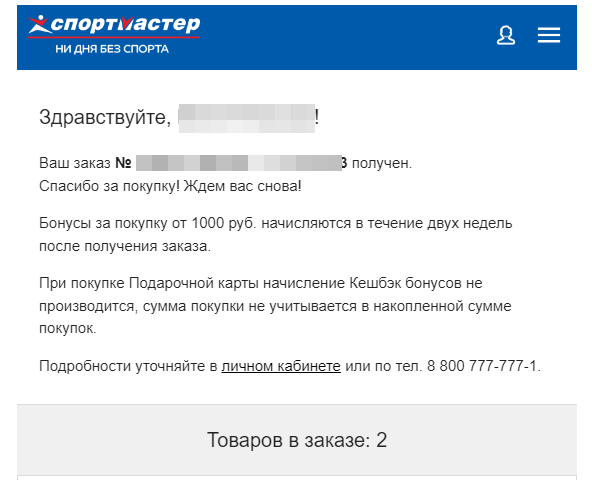 спортмастер
НИ ДНЯ БЕЗ СПОРТА
Здравствуйте, !
Ваш заказ № 3 получен.
Спасибо за покупку! Ждем вас снова!
Бонусы за покупку от 1000 руб. начисляются в течение двух недель
после получения заказа.
При покупке Подарочной карты начисление Кешбэк бонусов не
производится, сумма покупки не учитывается в накопленной сумме
покупок.
Подробности уточняйте в личном кабинете или по тел. 8 800 777-777-1.
Товаров в заказе: 2